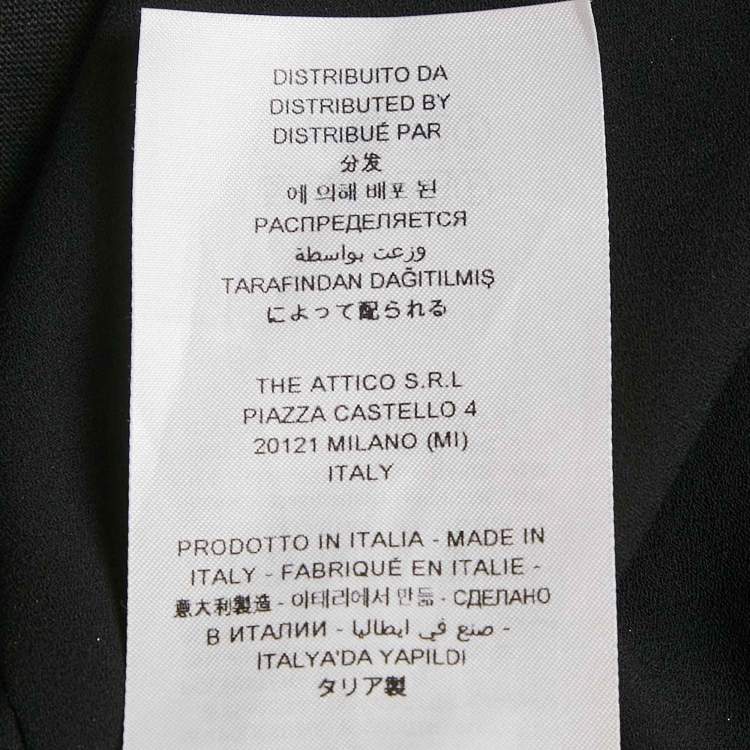 DISTRIBUITO DA
DISTRIBUTED BY
DISTRIBUÉ PAR
分发
에 의해 배포 된
РАСПРЕДЕЛЯЕТСЯ
وزعت بواسطة
TARAFINDAN DAĞITILMIŞ
によって配られる
THE ATTICO S.R.L
PIAZZA CASTELLO 4
20121 MILANO (MI)
ITALY
PRODOTTO IN ITALIA - MADE IN
ITALY - FABRIQUÉ EN ITALIE -
意大利製造 - 이태리에서 만듦 - СДЕЛАНО
В ИТАЛИИ - صنع في ايطاليا -
ITALYA'DA YAPILDI
タリア製